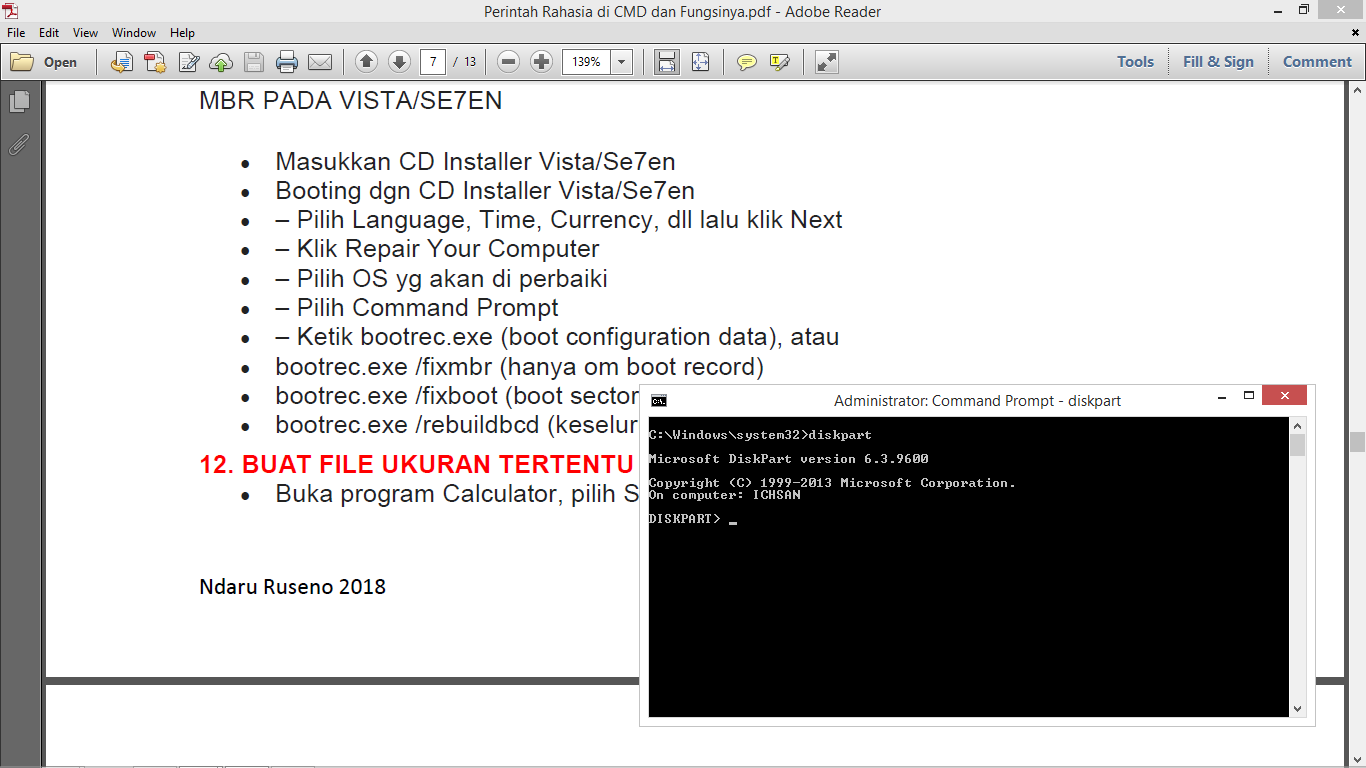 Perintah Rahasia di CMD dan Fungsinya.pdf - Adobe Reader
File Edit View Window Help
Open 7 / 13 139% Tools Fill & Sign Comment
MBR PADA VISTA/SE7EN
• Masukkan CD Installer Vista/Se7en
• Booting dgn CD Installer Vista/Se7en
• – Pilih Language, Time, Currency, dll lalu klik Next
• – Klik Repair Your Computer
• – Pilih OS yg akan di perbaiki
• – Pilih Command Prompt
• – Ketik bootrec.exe (boot configuration data), atau
• bootrec.exe /fixmbr (hanya om boot record)
• bootrec.exe /fixboot (boot sector
• bootrec.exe /rebuildbcd (keselur
12. BUAT FILE UKURAN TERTENTU
• Buka program Calculator, pilih S
Ndaru Ruseno 2018
Administrator: Command Prompt - diskpart
C:\Windows\system32>diskpart
Microsoft DiskPart version 6.3.9600
Copyright (C) 1999-2013 Microsoft Corporation.
On computer: ICHSAN
DISKPART> _